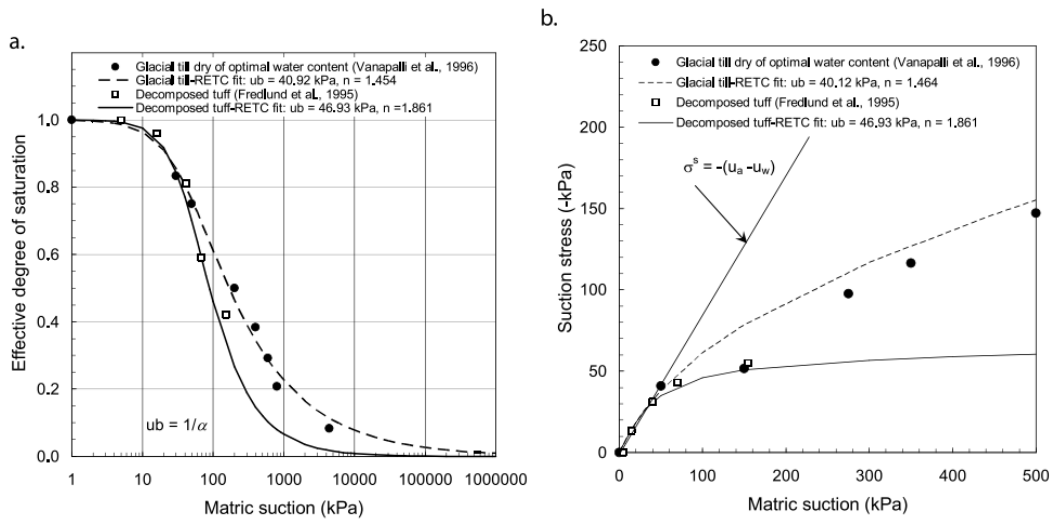 a.
Glacial till dry of optimal water content (Vanapalli et al., 1996)
Glacial till-RETC fit: ub = 40.92 kPa, n = 1.454
Decomposed tuff (Fredlund et al., 1995)
Decomposed tuff-RETC fit: ub = 46.93 kPa, n =1.861
1.0
0.8
0.6
0.4
0.2
0.0
Effective degree of saturation
ub = 1/α
1 10 100 1000 10000 100000 1000000
Matric suction (kPa)
b.
Glacial till dry of optimal water content (Vanapalli et al., 1996)
Glacial till-RETC fit: ub = 40.12 kPa, n = 1.464
Decomposed tuff (Fredlund et al., 1995)
Decomposed tuff-RETC fit: ub = 46.93 kPa, n = 1.861
250
200
150
100
50
0
Suction stress (-kPa)
σˢ = -(uₐ -u_w)
0 100 200 300 400 500
Matric suction (kPa)